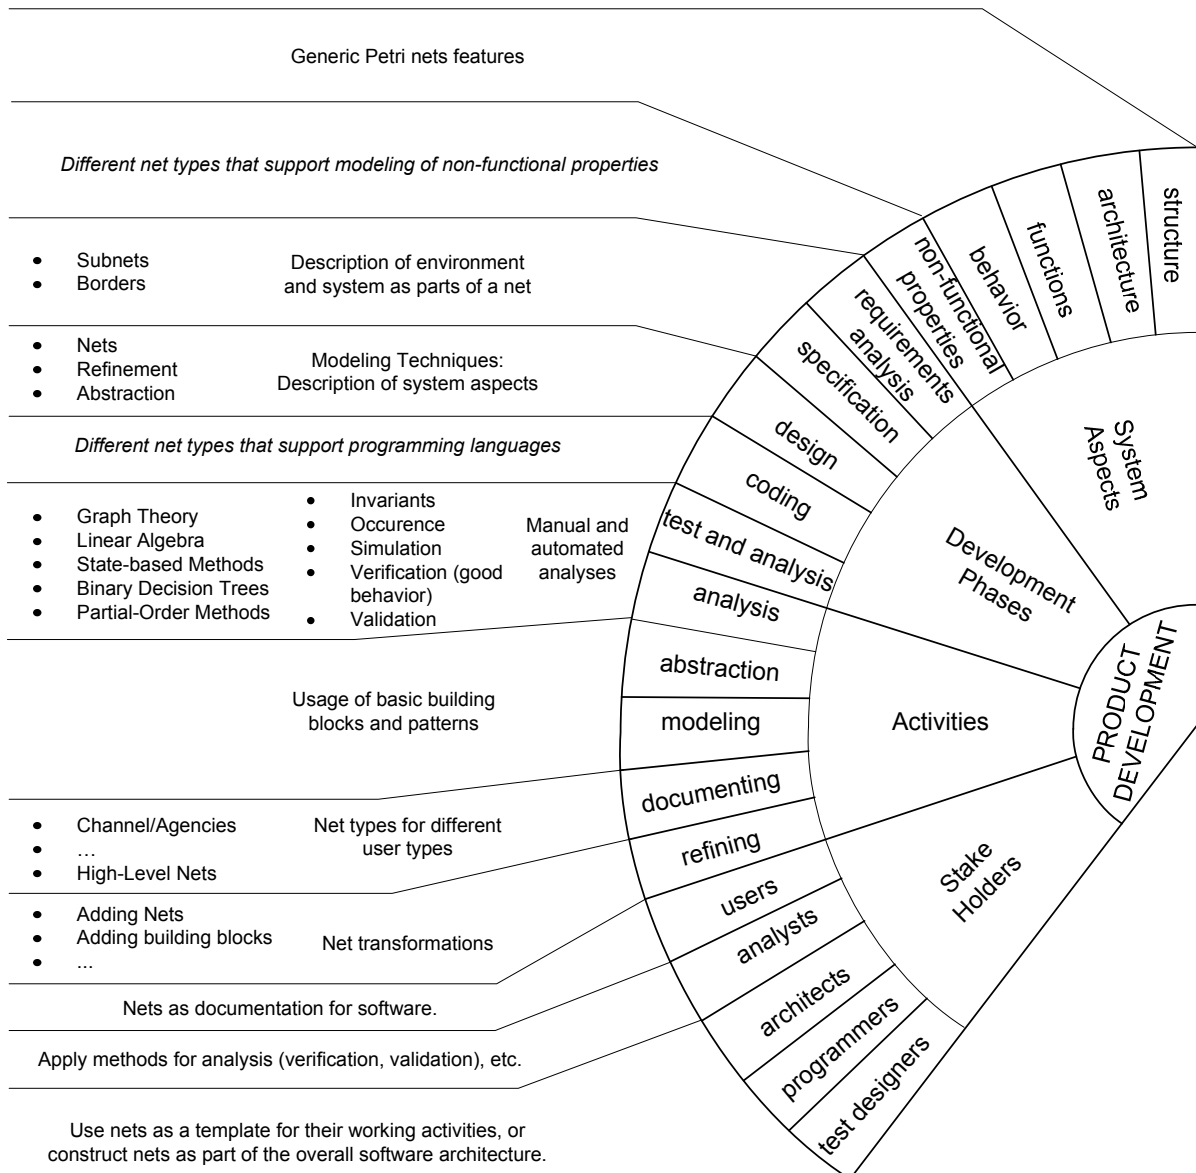 Generic Petri nets features
Different net types that support modeling of non-functional properties
• Subnets
• Borders
Description of environment
and system as parts of a net
• Nets
• Refinement
• Abstraction
Modeling Techniques:
Description of system aspects
Different net types that support programming languages
• Graph Theory
• Linear Algebra
• State-based Methods
• Binary Decision Trees
• Partial-Order Methods
• Invariants
• Occurence
• Simulation
• Verification (good
behavior)
• Validation
Manual and
automated
analyses
Usage of basic building
blocks and patterns
• Channel/Agencies
• …
• High-Level Nets
Net types for different
user types
• Adding Nets
• Adding building blocks
• ...
Net transformations
Nets as documentation for software.
Apply methods for analysis (verification, validation), etc.
Use nets as a template for their working activities, or
construct nets as part of the overall software architecture.
structure
architecture
functions
behavior
non-functional
properties
requirements
analysis
specification
design
coding
test and analysis
analysis
abstraction
modeling
documenting
refining
users
analysts
architects
programmers
test designers
System
Aspects
Development
Phases
Activities
Stake
Holders
PRODUCT
DEVELOPMENT